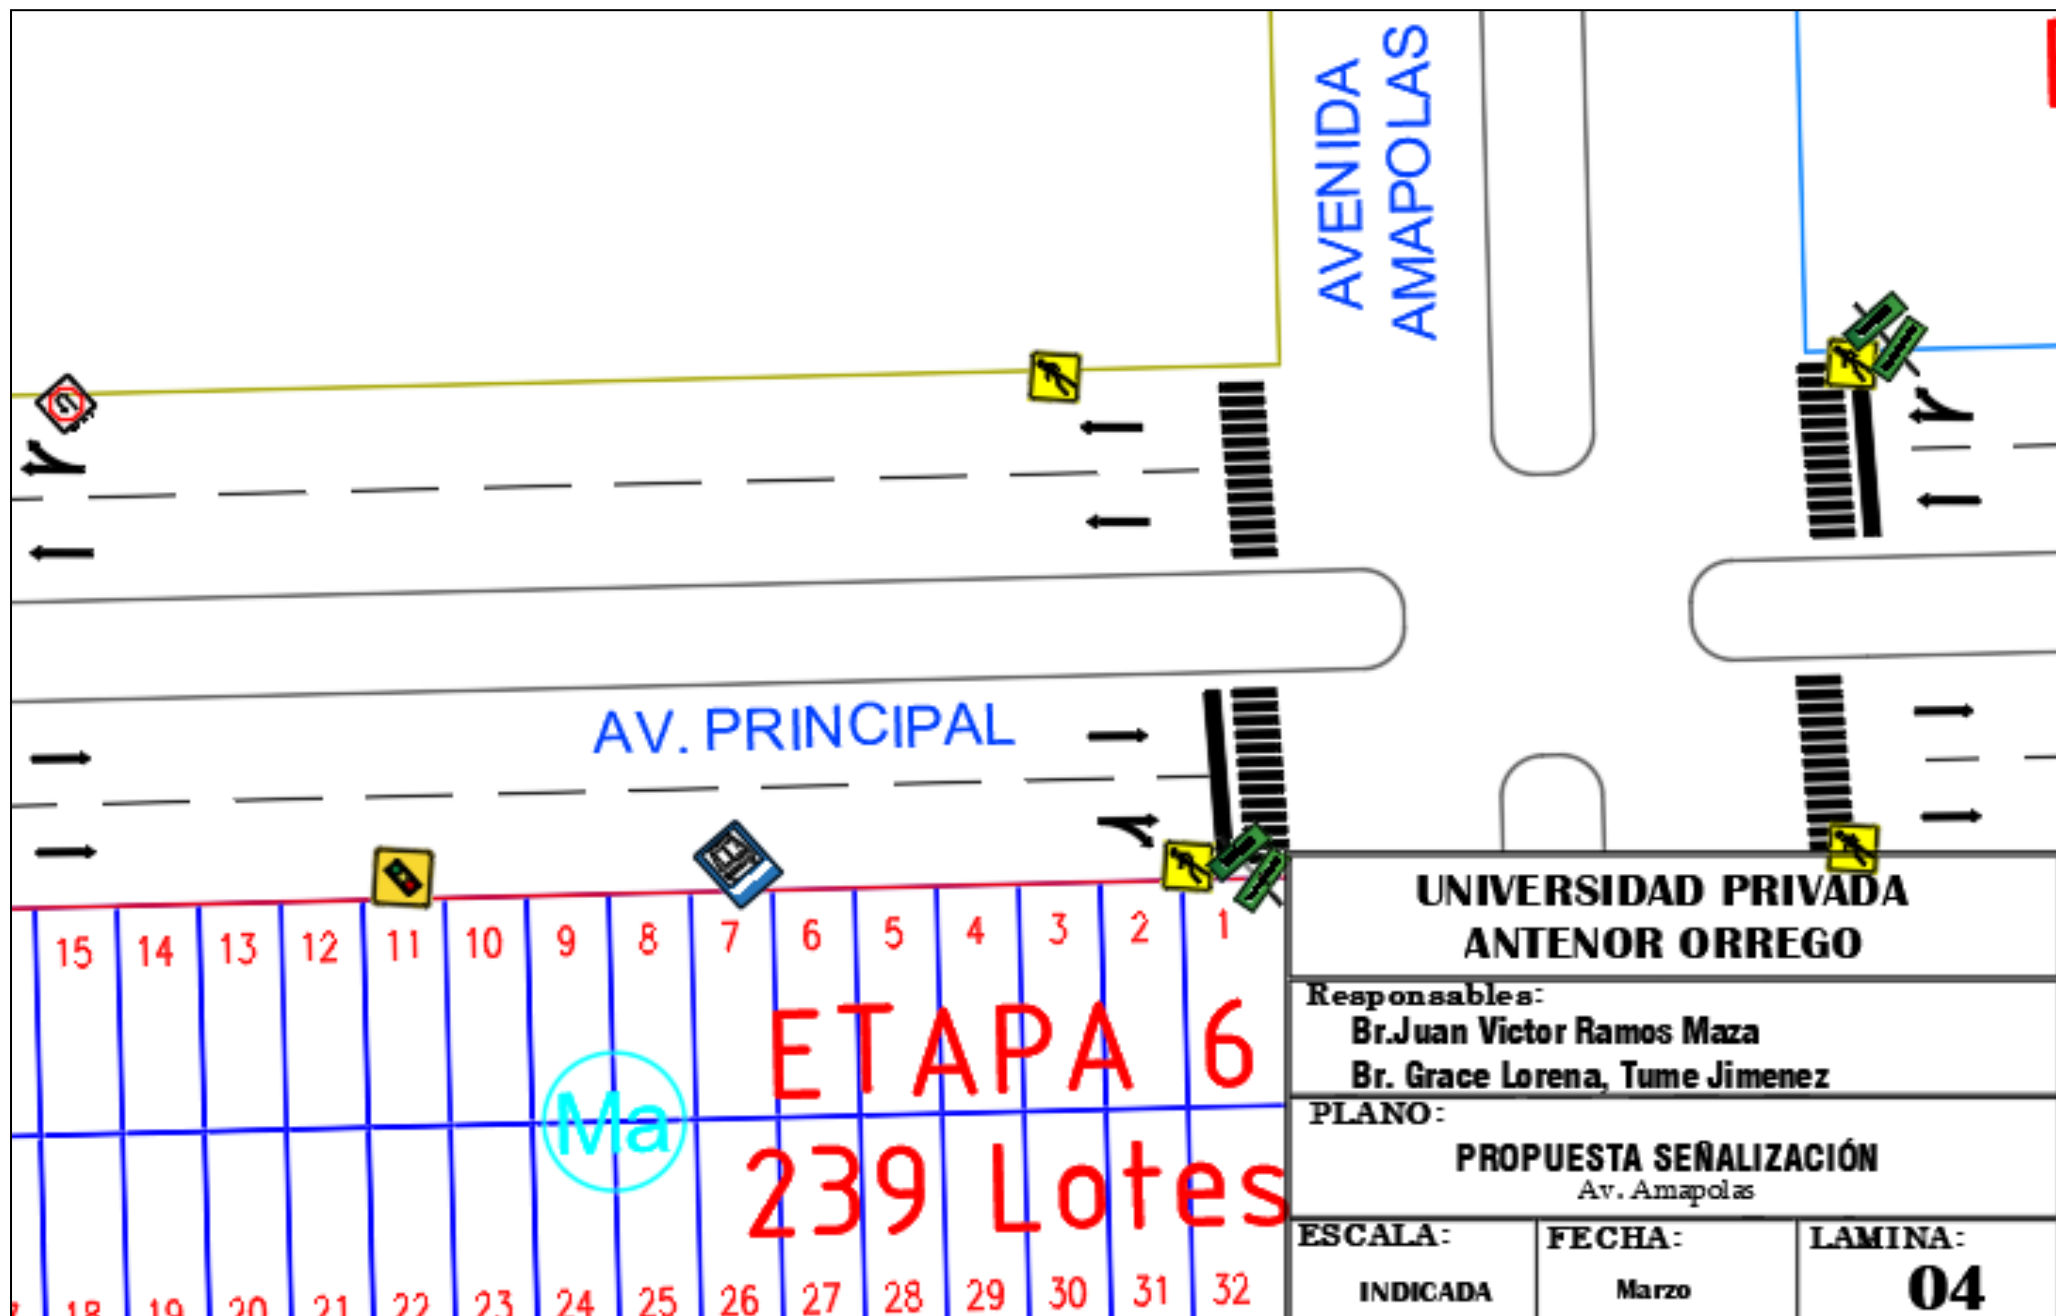 AVENIDA
AMAPOLAS
AV. PRINCIPAL
15 14 13 12 11 10 9 8 7 6 5 4 3 2 1
ETAPA 6
Ma
239 Lotes
18 19 20 21 22 23 24 25 26 27 28 29 30 31 32
UNIVERSIDAD PRIVADA
ANTENOR ORREGO
Responsables:
Br.Juan Victor Ramos Maza
Br. Grace Lorena, Tume Jimenez
PLANO:
PROPUESTA SEÑALIZACIÓN
Av. Amapolas
ESCALA:
INDICADA
FECHA:
Marzo
LAMINA:
04